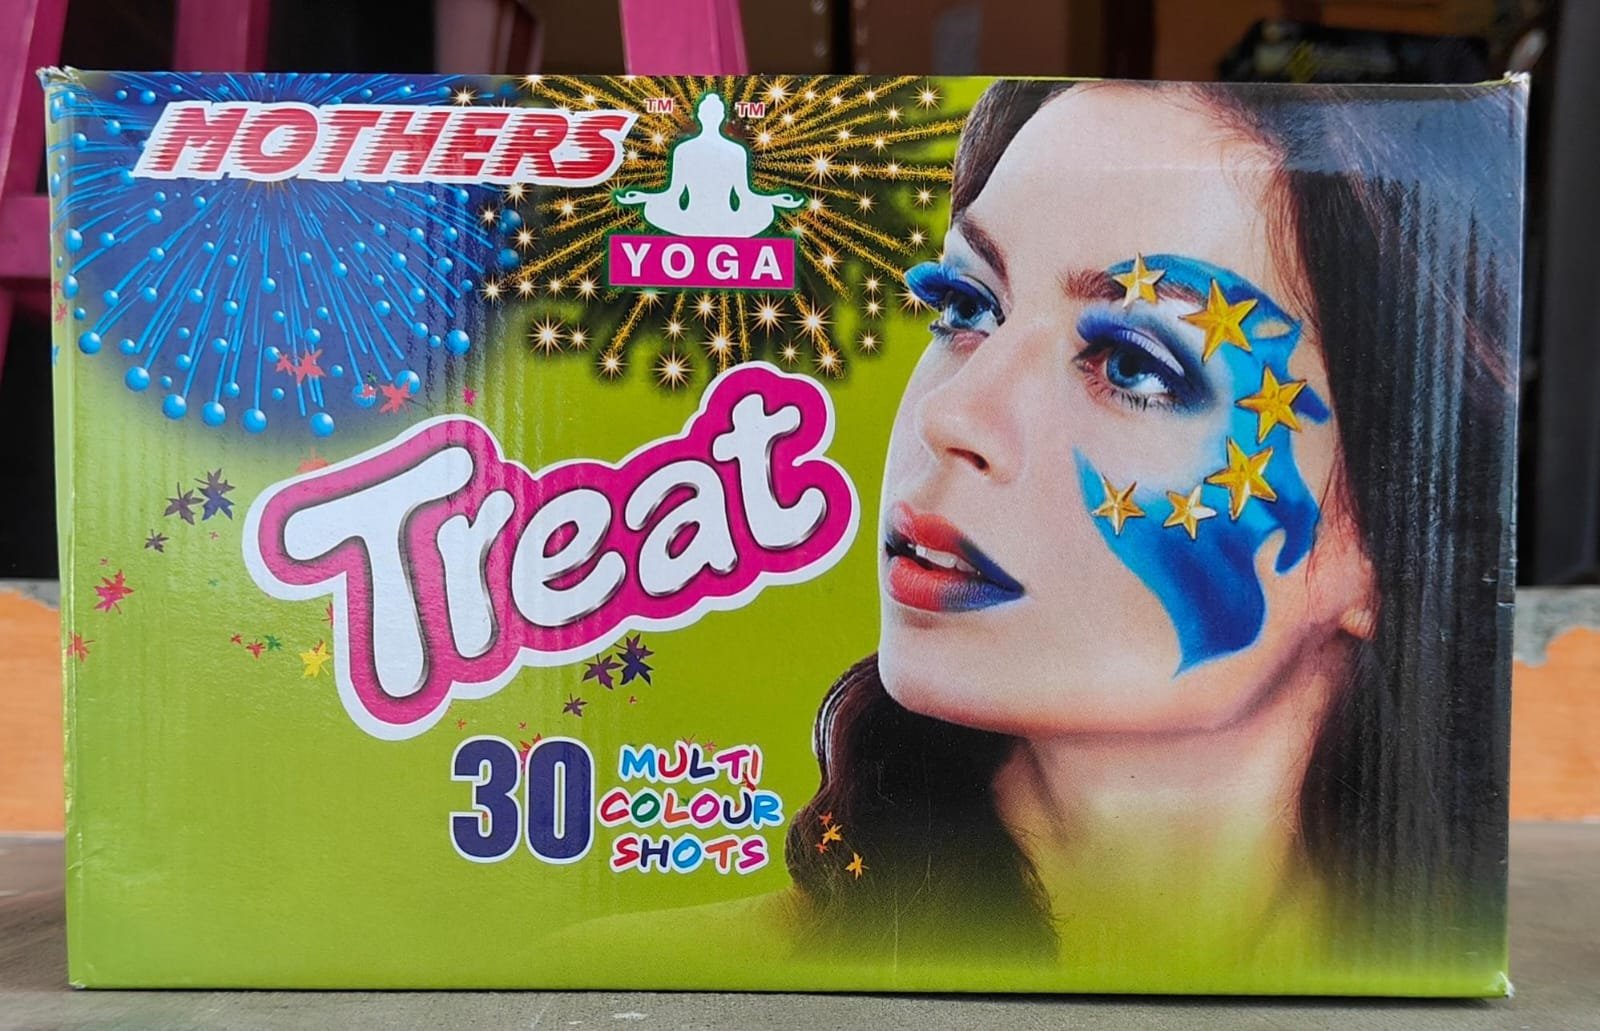 MOTHERS TM TM
YOGA
Treat
30 MULTI
COLOUR
SHOTS